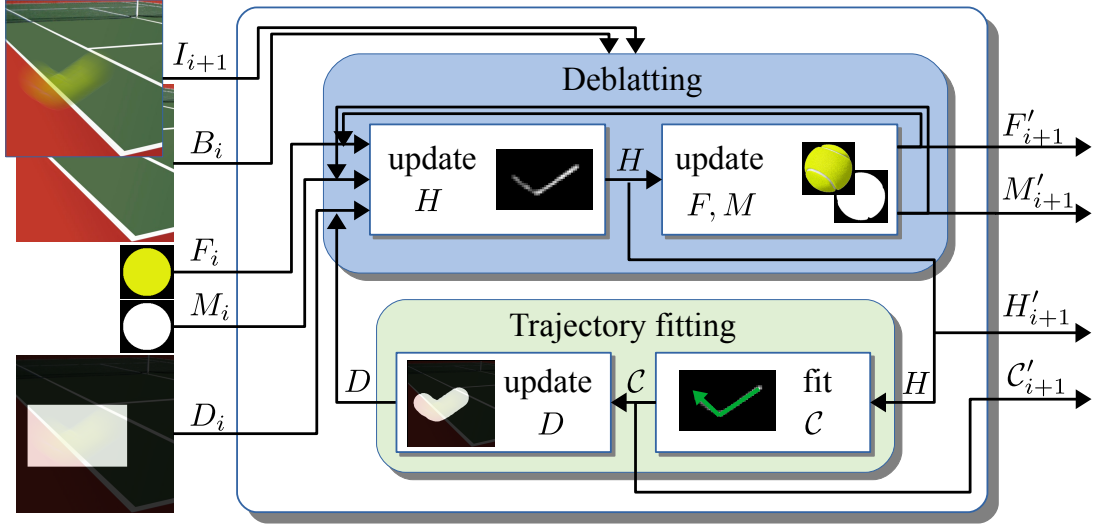 I_{i+1}
Deblatting
B_i
F'_{i+1}
update
H
H
update
F, M
M'_{i+1}
F_i
M_i
Trajectory fitting
H'_{i+1}
D
update
D
C
fit
C
H
C'_{i+1}
D_i